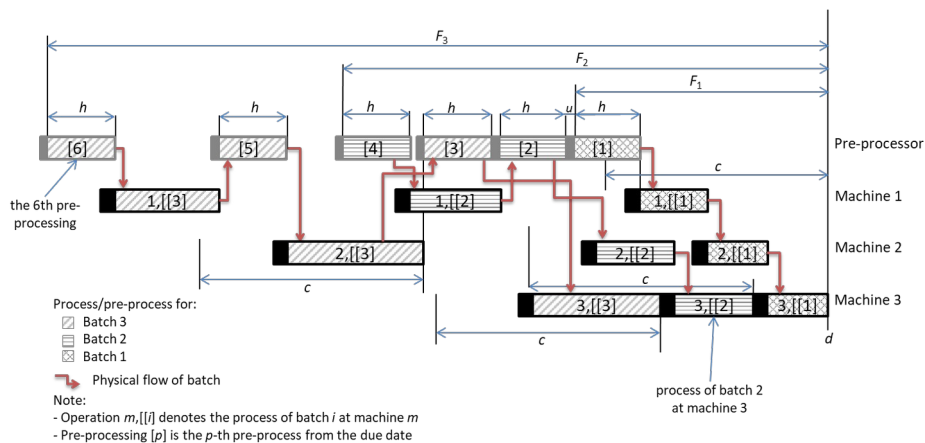 F3
F2
F1
h h h h u h
[6] [5] [4] [3] [2] [1] Pre-processor
c
the 6th pre-
processing
1,[[3] 1,[[2] 1,[[1] Machine 1
2,[[3] 2,[[2] 2,[[1] Machine 2
c c
3,[[3] 3,[[2] 3,[[1] Machine 3
c d
Process/pre-process for:
Batch 3
Batch 2
Batch 1
Physical flow of batch
process of batch 2
at machine 3
Note:
- Operation m,[[i] denotes the process of batch i at machine m
- Pre-processing [p] is the p-th pre-process from the due date